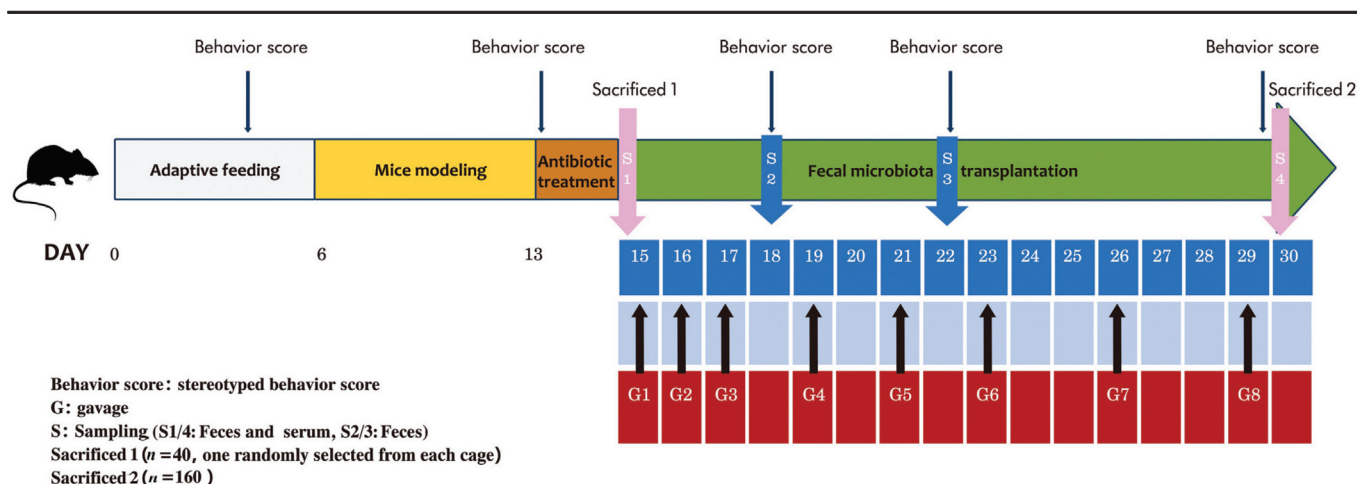 Behavior score Behavior score Behavior score Behavior score Behavior score
Sacrificed 1 Sacrificed 2
Adaptive feeding Mice modeling Antibiotic treatment S1 S2 Fecal microbiota S3 transplantation S4
DAY 0 6 13 15 16 17 18 19 20 21 22 23 24 25 26 27 28 29 30
G1 G2 G3 G4 G5 G6 G7 G8
Behavior score: stereotyped behavior score
G: gavage
S: Sampling (S1/4: Feces and serum, S2/3: Feces)
Sacrificed 1 (n=40, one randomly selected from each cage)
Sacrificed 2 (n=160)